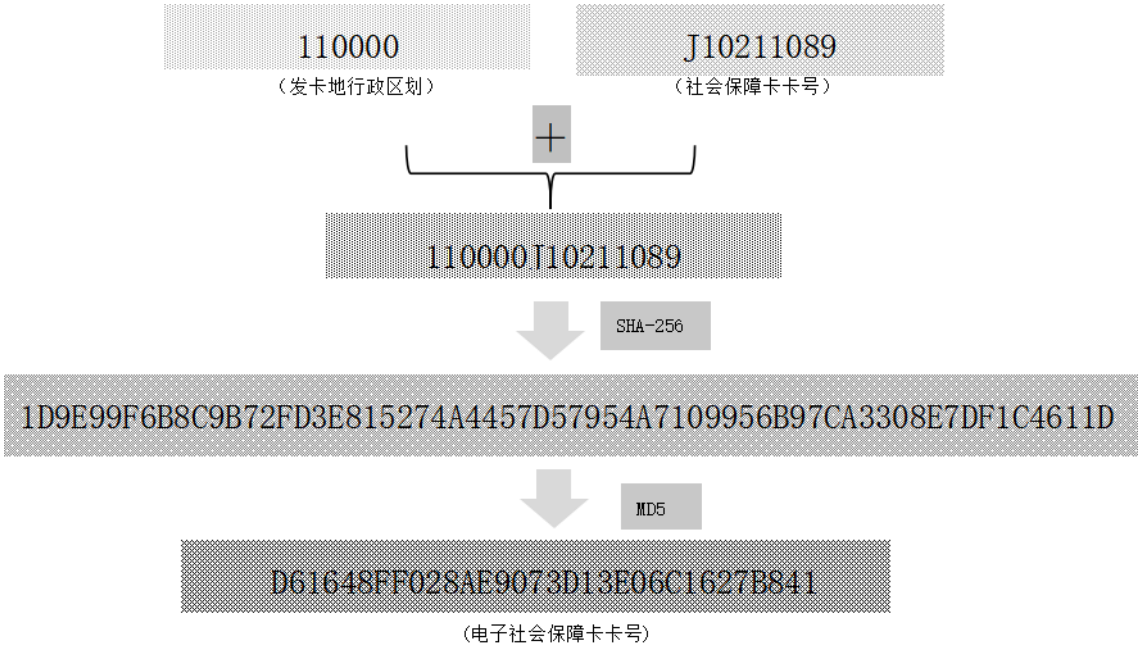 110000
（发卡地行政区划）
J10211089
（社会保障卡卡号）
+
110000J10211089
SHA-256
1D9E99F6B8C9B72FD3E815274A4457D57954A7109956B97CA3308E7DF1C4611D
MD5
D61648FF028AE9073D13E06C1627B841
(电子社会保障卡卡号)